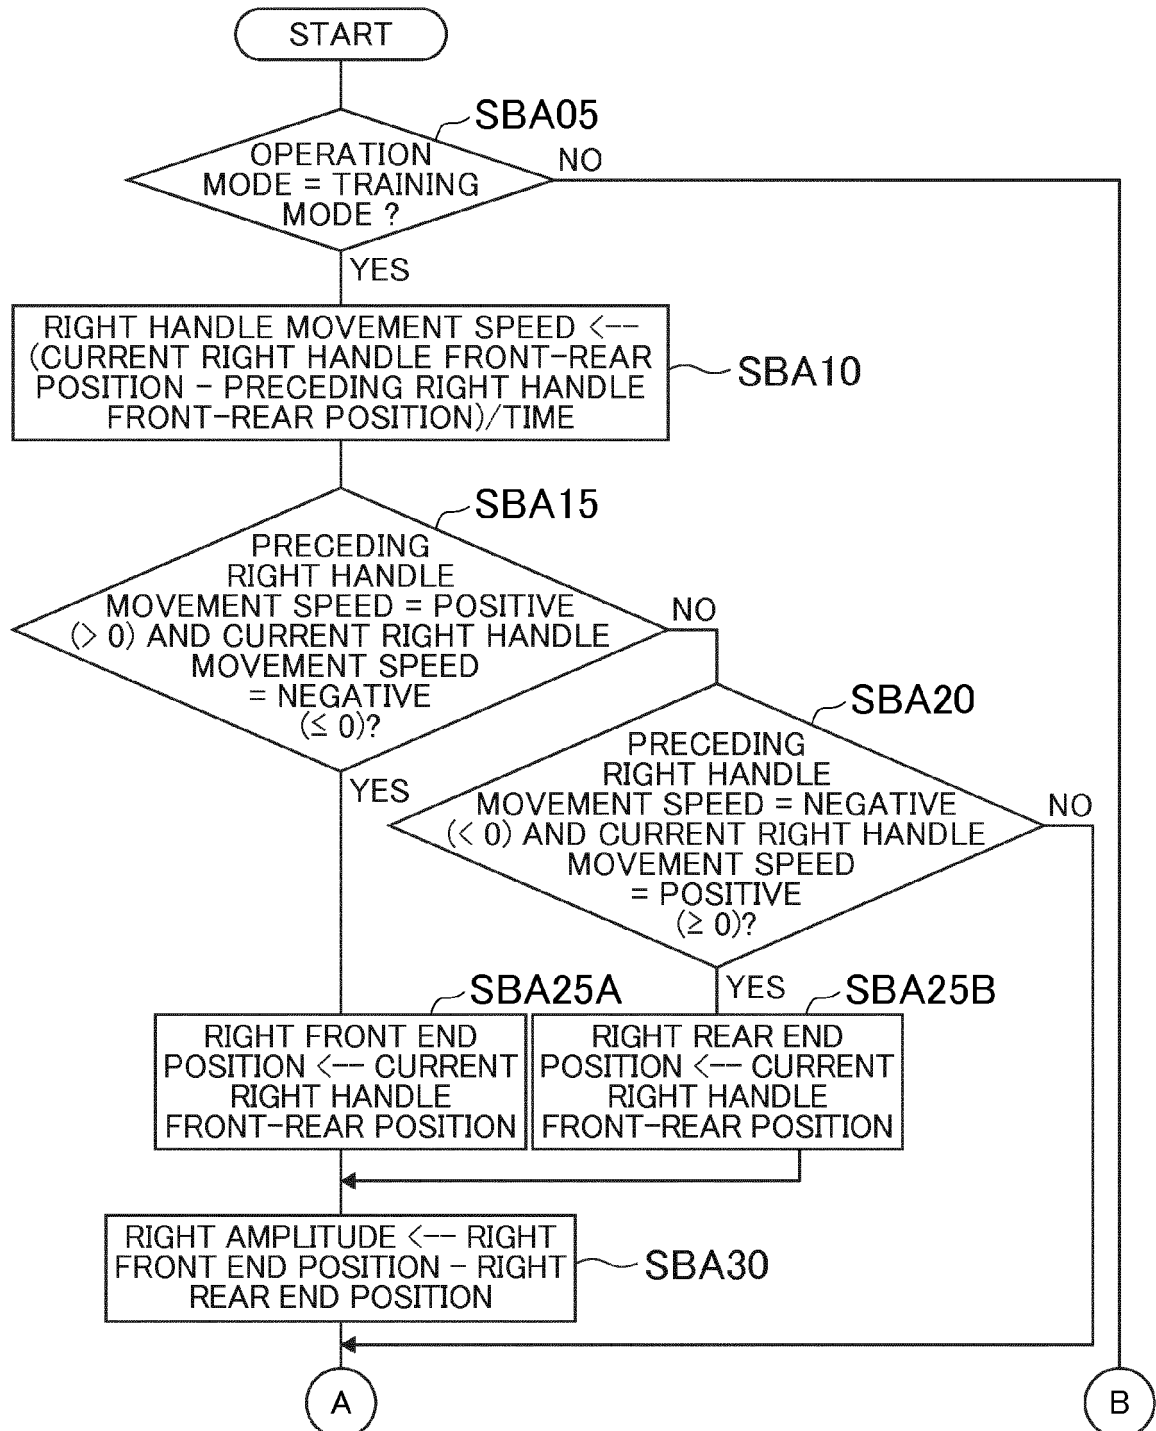 START
SBA05
OPERATION
MODE = TRAINING
MODE ?
NO
YES
RIGHT HANDLE MOVEMENT SPEED <--
(CURRENT RIGHT HANDLE FRONT-REAR
POSITION - PRECEDING RIGHT HANDLE
FRONT-REAR POSITION)/TIME
SBA10
SBA15
PRECEDING
RIGHT HANDLE
MOVEMENT SPEED = POSITIVE
(> 0) AND CURRENT RIGHT HANDLE
MOVEMENT SPEED
= NEGATIVE
(≤ 0)?
NO
YES
SBA20
PRECEDING
RIGHT HANDLE
MOVEMENT SPEED = NEGATIVE
(< 0) AND CURRENT RIGHT HANDLE
MOVEMENT SPEED
= POSITIVE
(≥ 0)?
NO
YES
SBA25A
RIGHT FRONT END
POSITION <-- CURRENT
RIGHT HANDLE
FRONT-REAR POSITION
SBA25B
RIGHT REAR END
POSITION <-- CURRENT
RIGHT HANDLE
FRONT-REAR POSITION
RIGHT AMPLITUDE <-- RIGHT
FRONT END POSITION - RIGHT
REAR END POSITION
SBA30
A
B